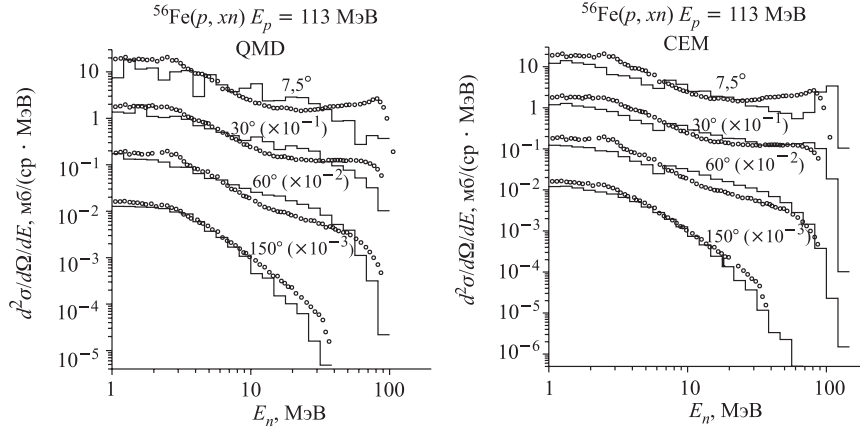 ⁵⁶Fe(p, xn) E_p = 113 МэВ
QMD
d²σ/dΩ/dE, мб/(ср · МэВ)
10
1
10⁻¹
10⁻²
10⁻³
10⁻⁴
10⁻⁵
7,5°
30° (×10⁻¹)
60° (×10⁻²)
150° (×10⁻³)
1 10 100
E_n, МэВ
⁵⁶Fe(p, xn) E_p = 113 МэВ
CEM
d²σ/dΩ/dE, мб/(ср · МэВ)
10
1
10⁻¹
10⁻²
10⁻³
10⁻⁴
10⁻⁵
10⁻⁶
7,5°
30° (×10⁻¹)
60° (×10⁻²)
150° (×10⁻³)
1 10 100
E_n, МэВ